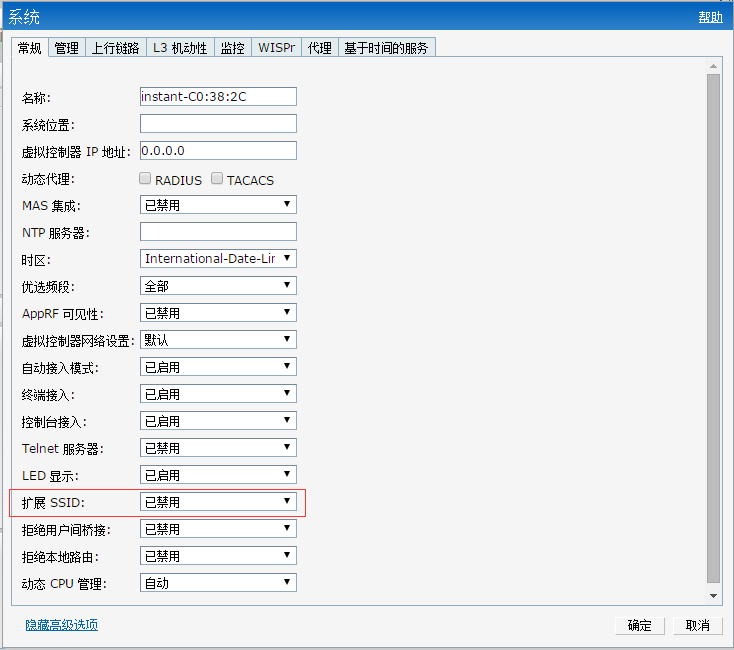 系统 帮助
常规 管理 上行链路 L3 机动性 监控 WISPr 代理 基于时间的服务
名称: instant-C0:38:2C
系统位置:
虚拟控制器 IP 地址: 0.0.0.0
动态代理: RADIUS TACACS
MAS 集成: 已禁用
NTP 服务器:
时区: International-Date-Lir
优选频段: 全部
AppRF 可见性: 已禁用
虚拟控制器网络设置: 默认
自动接入模式: 已启用
终端接入: 已启用
控制台接入: 已启用
Telnet 服务器: 已禁用
LED 显示: 已启用
扩展 SSID: 已禁用
拒绝用户间桥接: 已禁用
拒绝本地路由: 已禁用
动态 CPU 管理: 自动
隐藏高级选项 确定 取消